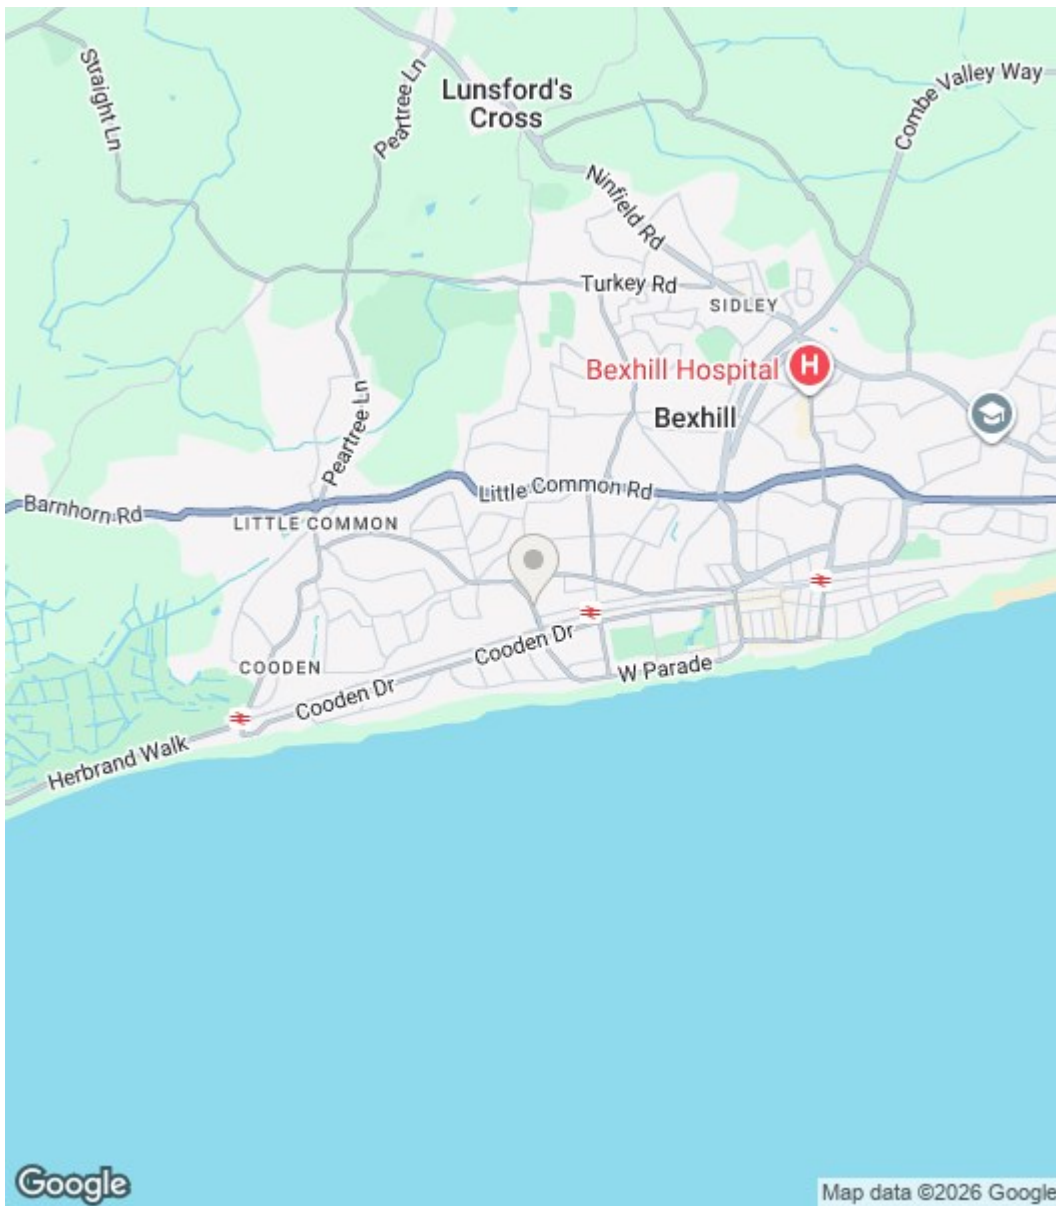 Straight Ln
Peartree Ln
Lunsford's
Cross
Combe Valley Way
Ninfield Rd
Turkey Rd
SIDLEY
Bexhill Hospital
H
Bexhill
Peartree Ln
Barnhorn Rd
Little Common Rd
LITTLE COMMON
Cooden Dr
COODEN
W Parade
Cooden Dr
Herbrand Walk
Google
Map data ©2026 Google